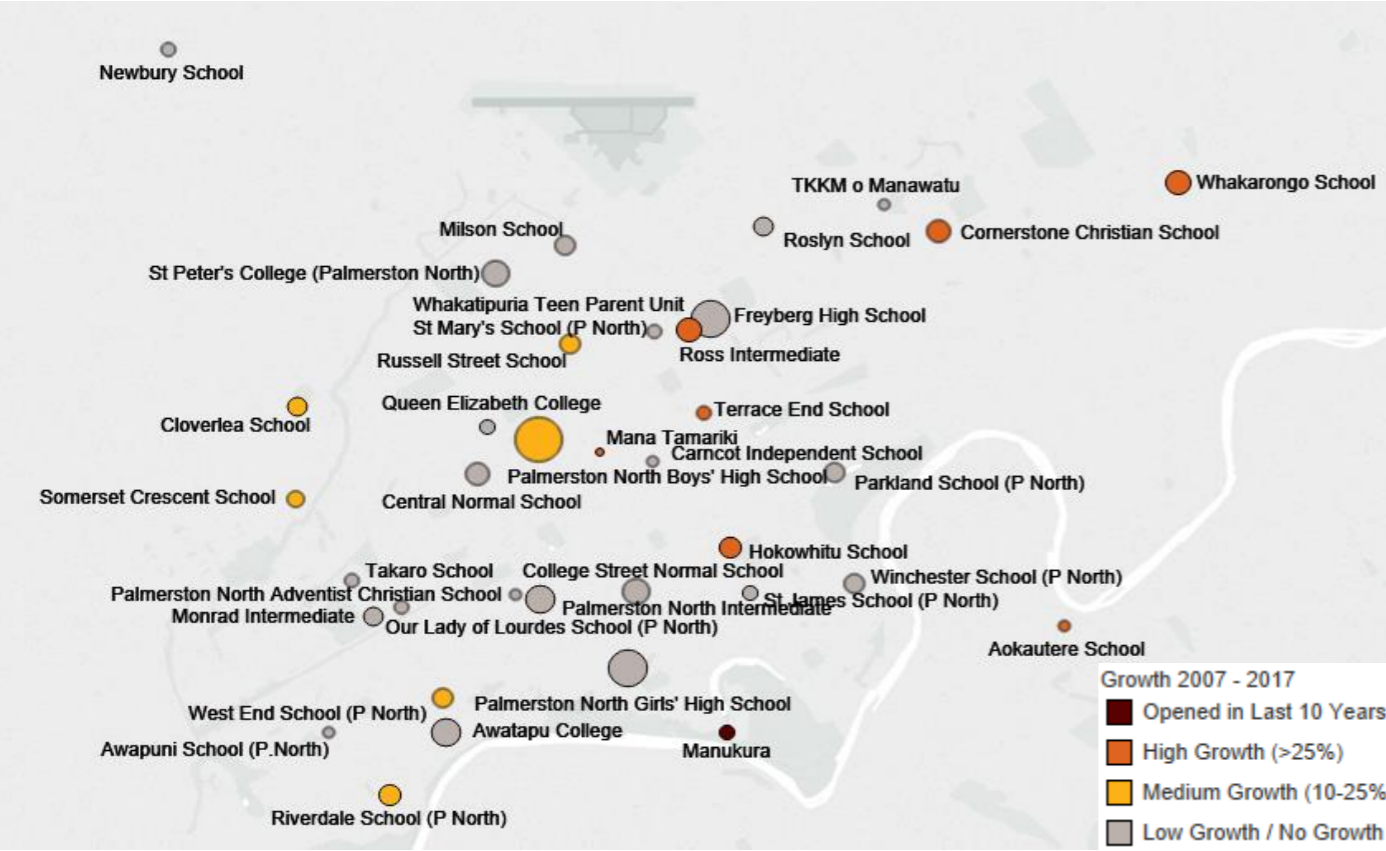 Newbury School
TKKM o Manawatu
Whakarongo School
Milson School
Roslyn School
Cornerstone Christian School
St Peter's College (Palmerston North)
Whakatipuria Teen Parent Unit
Freyberg High School
St Mary's School (P North)
Russell Street School
Ross Intermediate
Queen Elizabeth College
Terrace End School
Cloverlea School
Mana Tamariki
Carncot Independent School
Palmerston North Boys' High School
Parkland School (P North)
Somerset Crescent School
Central Normal School
Hokowhitu School
Takaro School
College Street Normal School
Winchester School (P North)
Palmerston North Adventist Christian School
Palmerston North Intermediate
St James School (P North)
Monrad Intermediate
Our Lady of Lourdes School (P North)
Aokautere School
Palmerston North Girls' High School
West End School (P North)
Awatapu College
Awapuni School (P.North)
Manukura
Riverdale School (P North)
Growth 2007 - 2017
Opened in Last 10 Years
High Growth (>25%)
Medium Growth (10-25%
Low Growth / No Growth